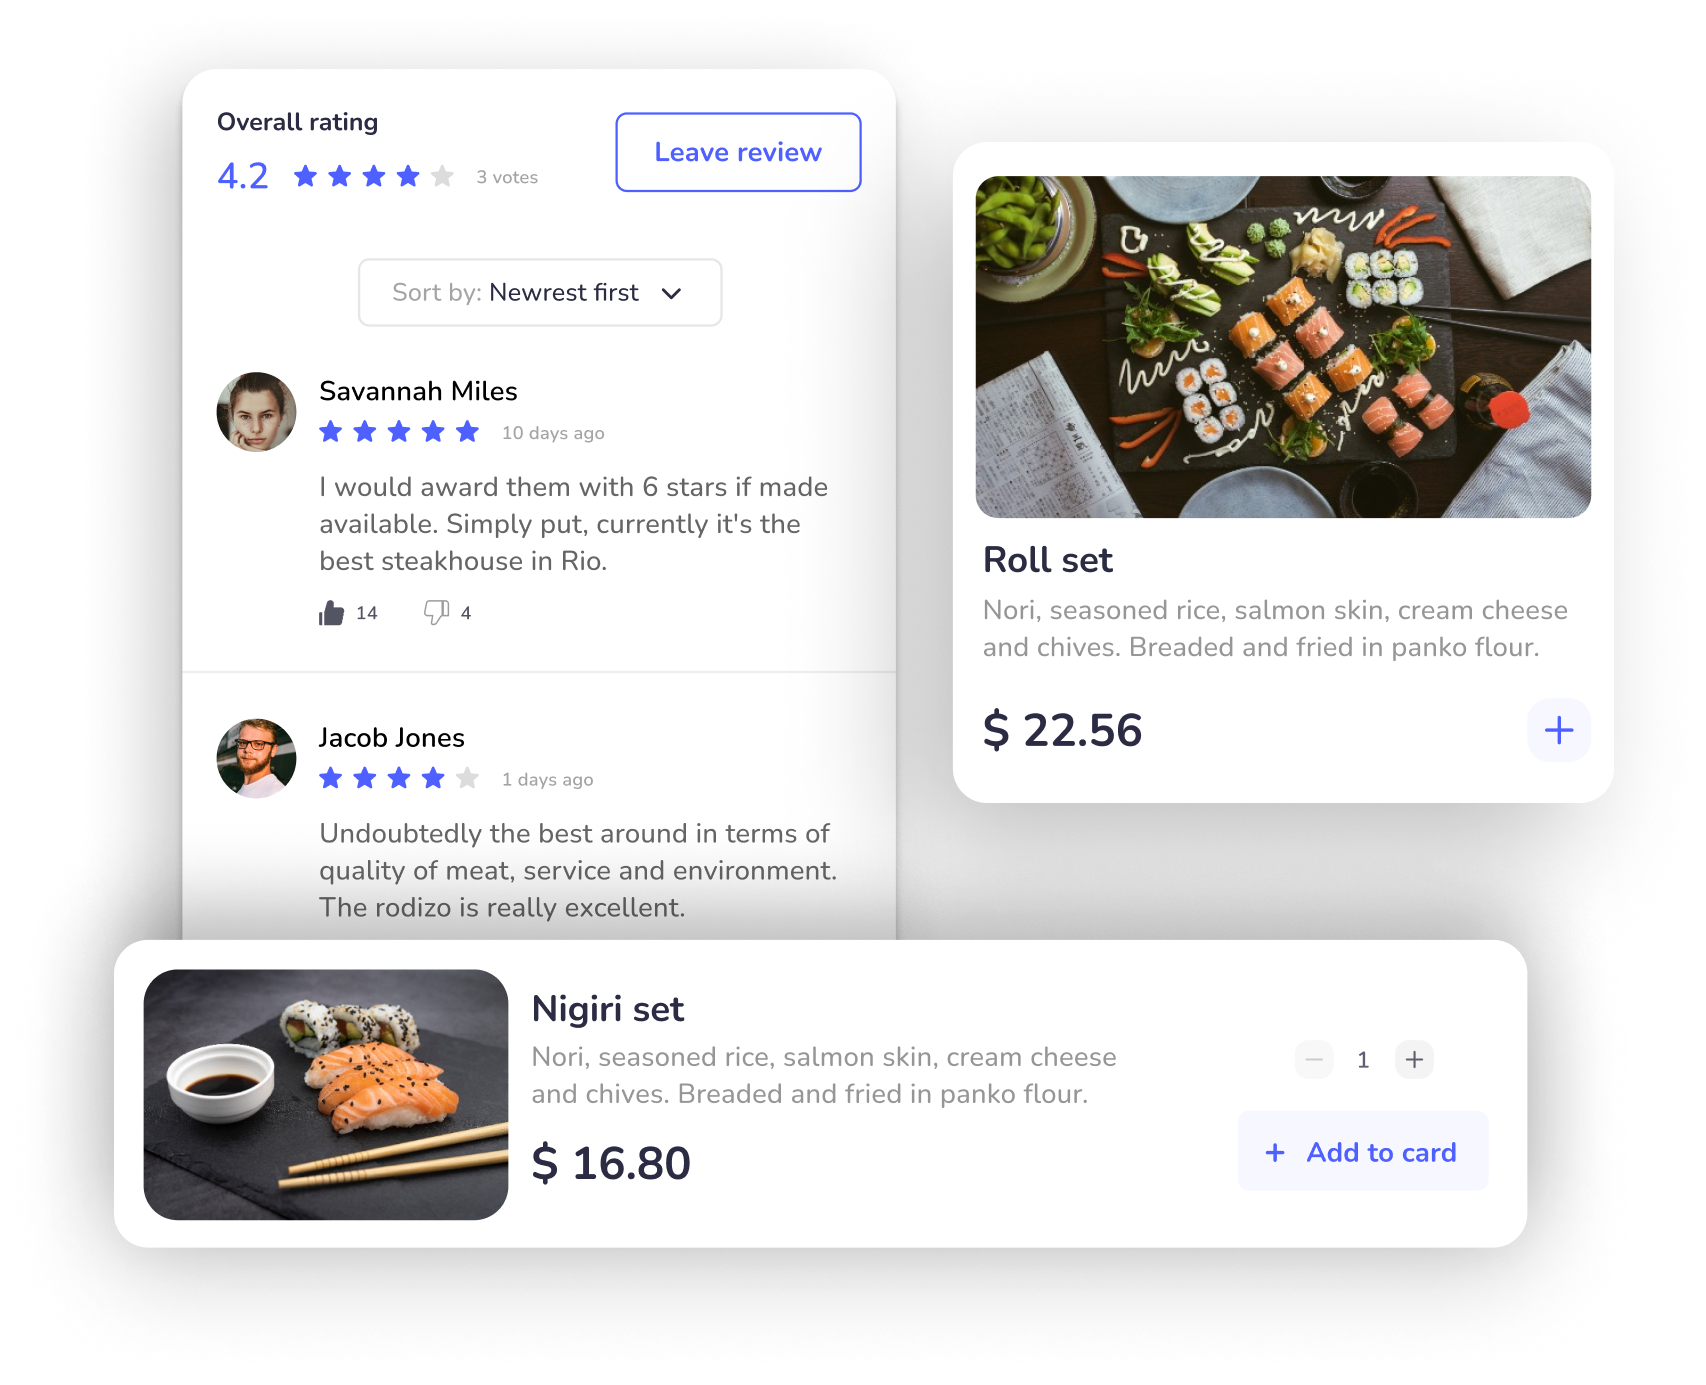 Overall rating
4.2
3 votes
Leave review
Sort by: Newrest first
Savannah Miles
10 days ago
I would award them with 6 stars if made
available. Simply put, currently it's the
best steakhouse in Rio.
14
4
Jacob Jones
1 days ago
Undoubtedly the best around in terms of
quality of meat, service and environment.
The rodizo is really excellent.
Roll set
Nori, seasoned rice, salmon skin, cream cheese
and chives. Breaded and fried in panko flour.
$ 22.56
+
Nigiri set
Nori, seasoned rice, salmon skin, cream cheese
and chives. Breaded and fried in panko flour.
$ 16.80
− 1 +
+ Add to card